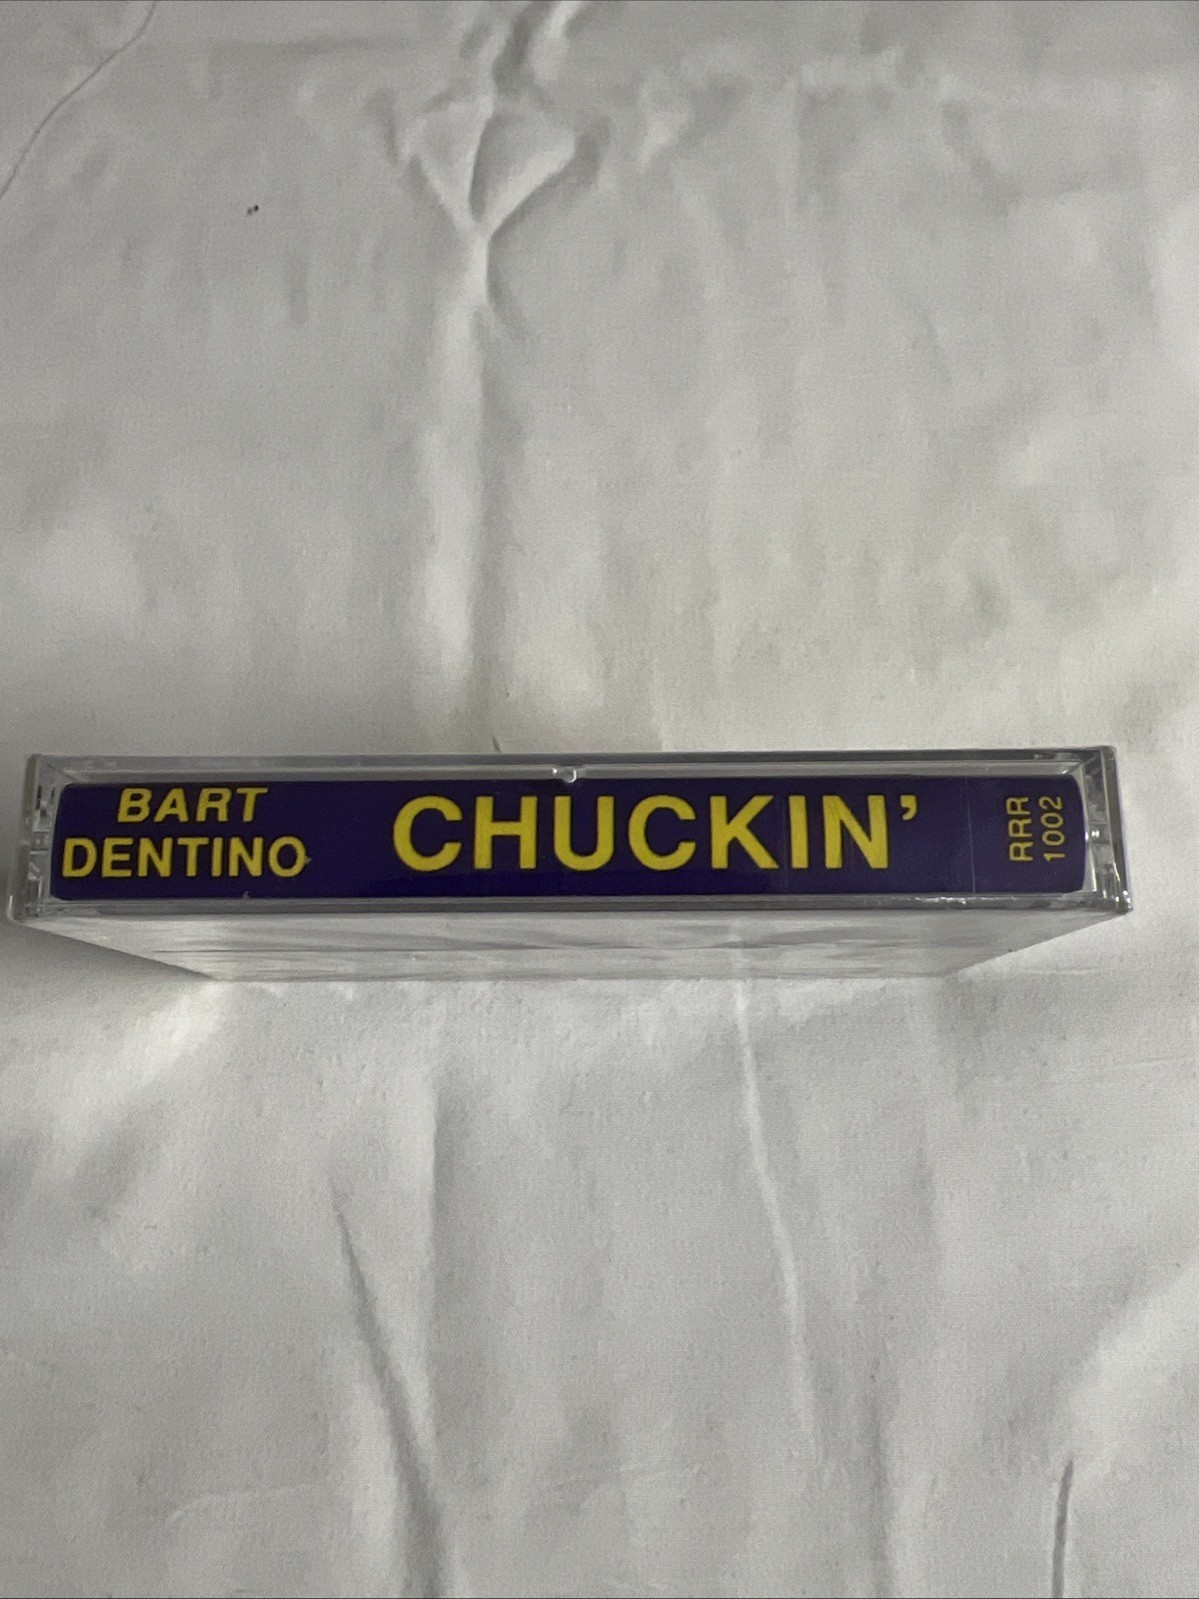 BART
DENTINO
CHUCKIN’
RRR
1002